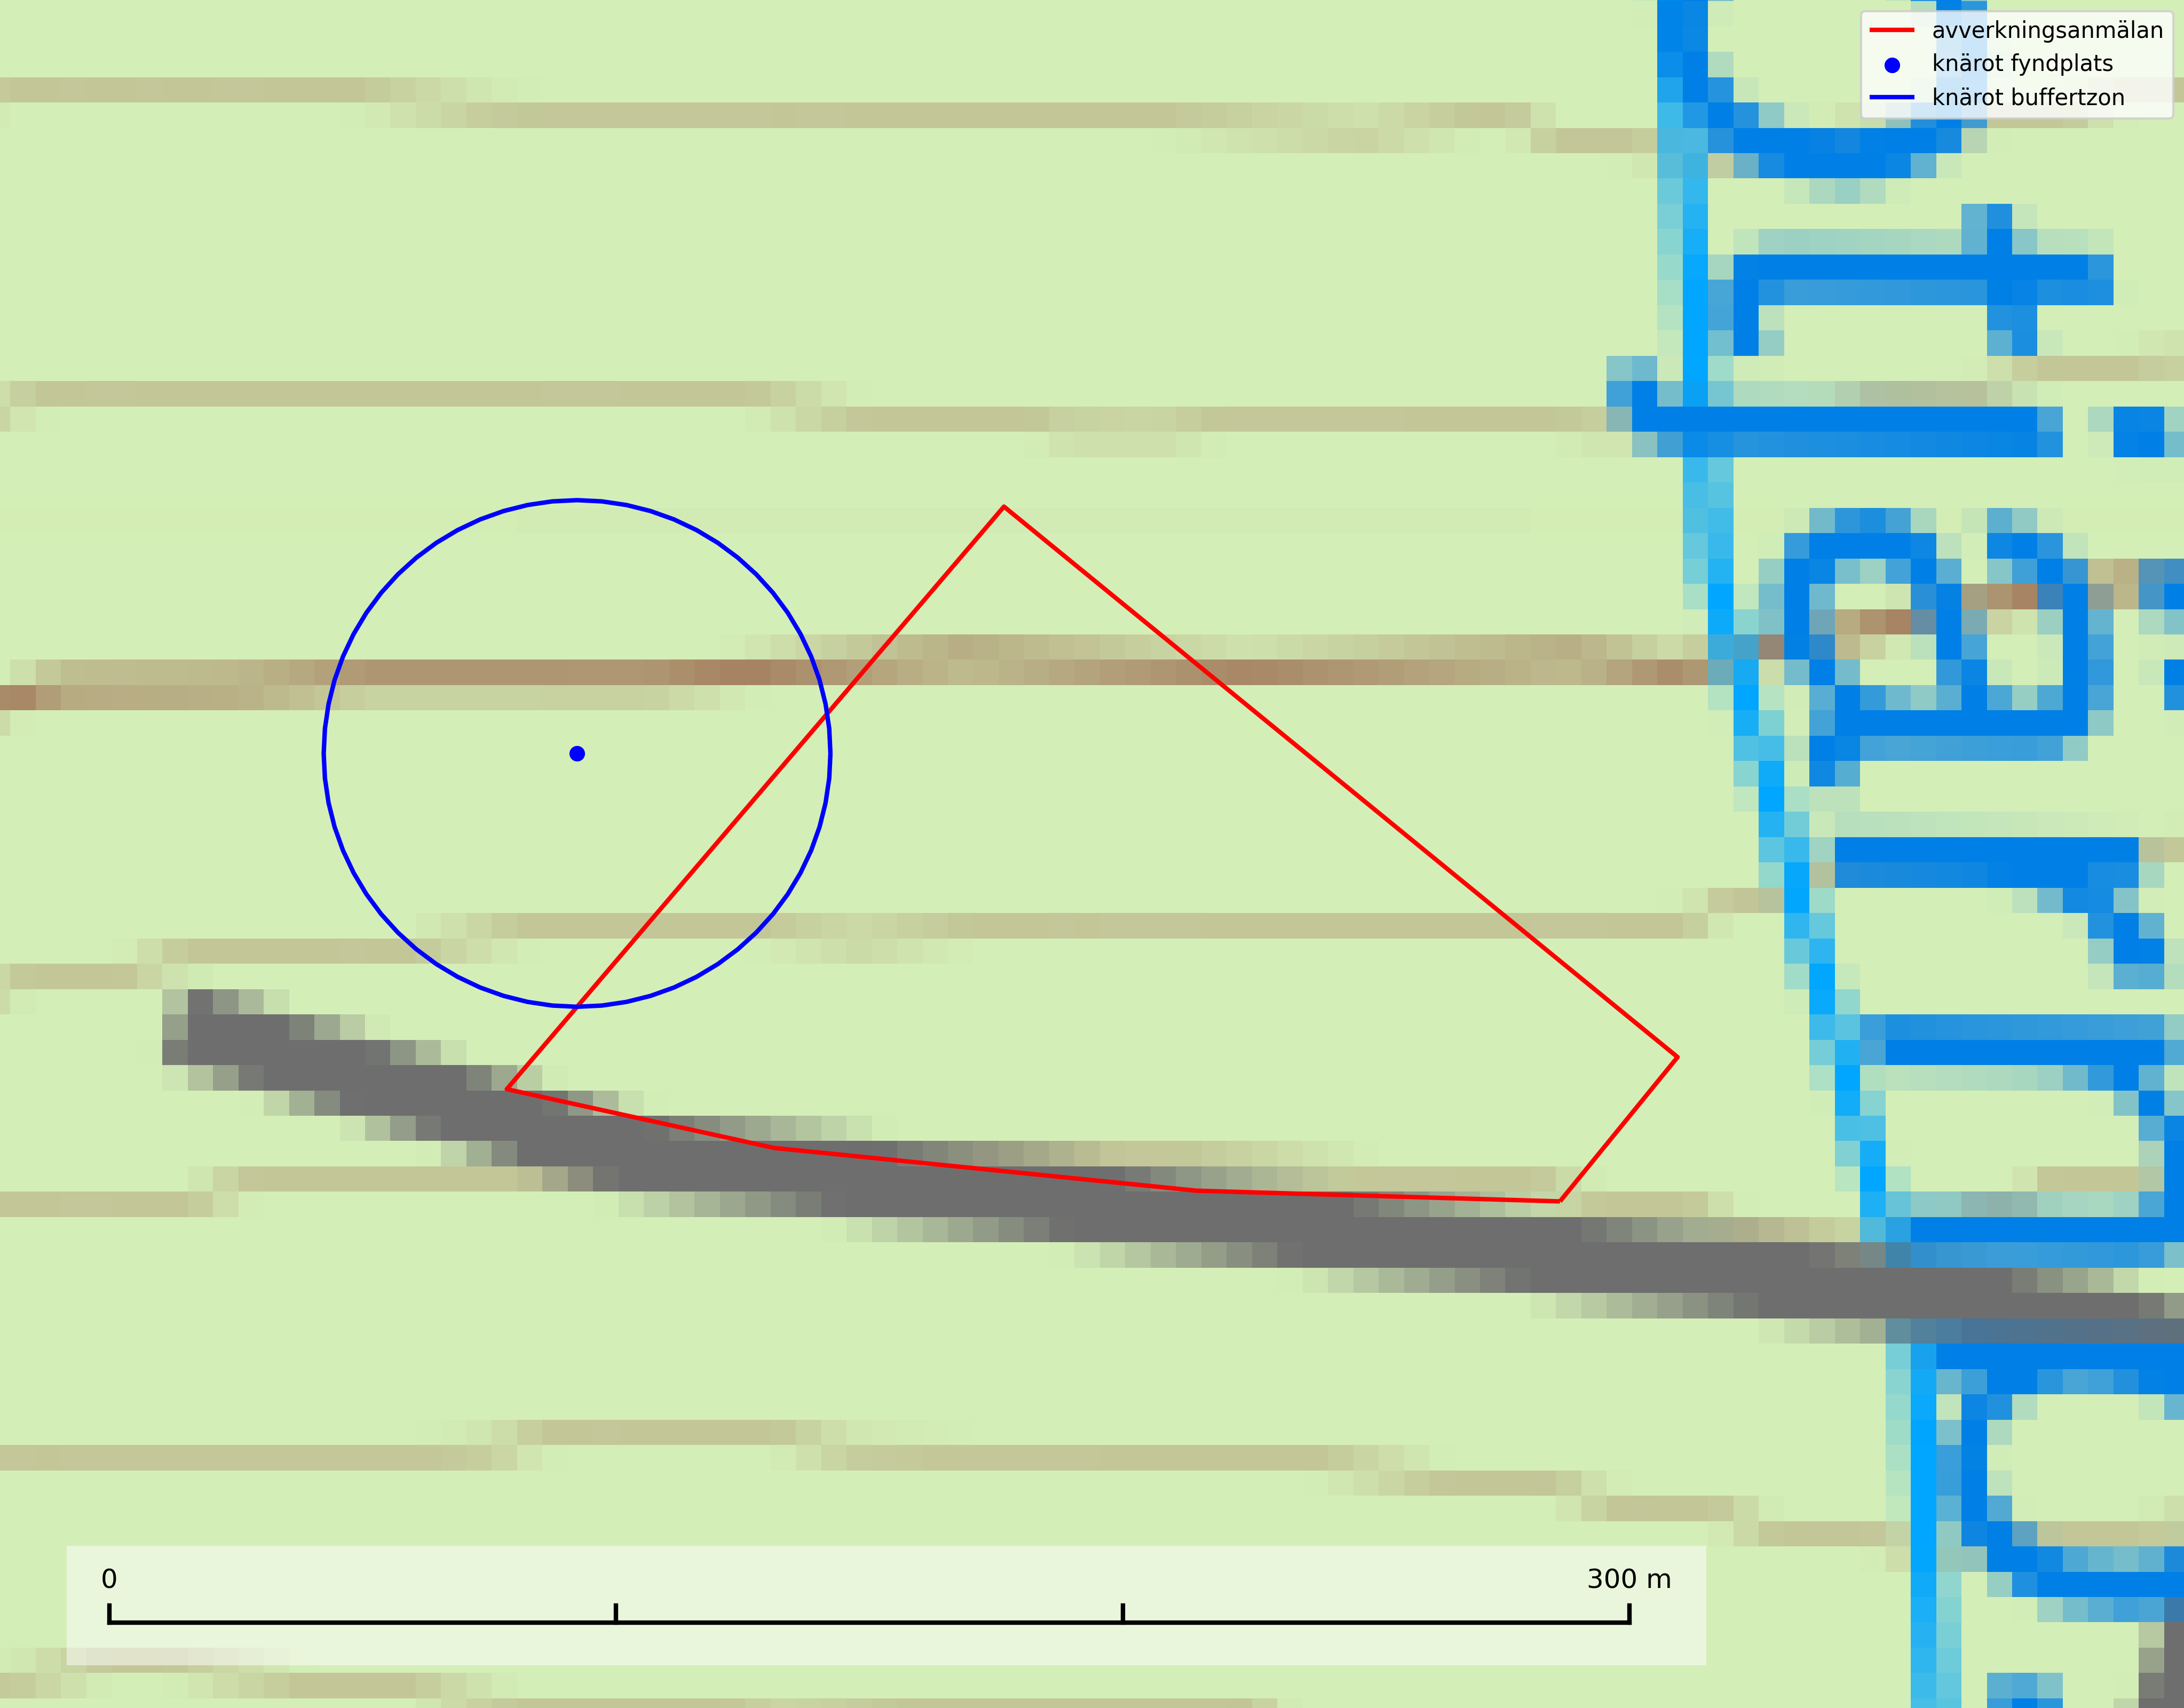 avverkningsanmälan
knärot fyndplats
knärot buffertzon
0 300 m